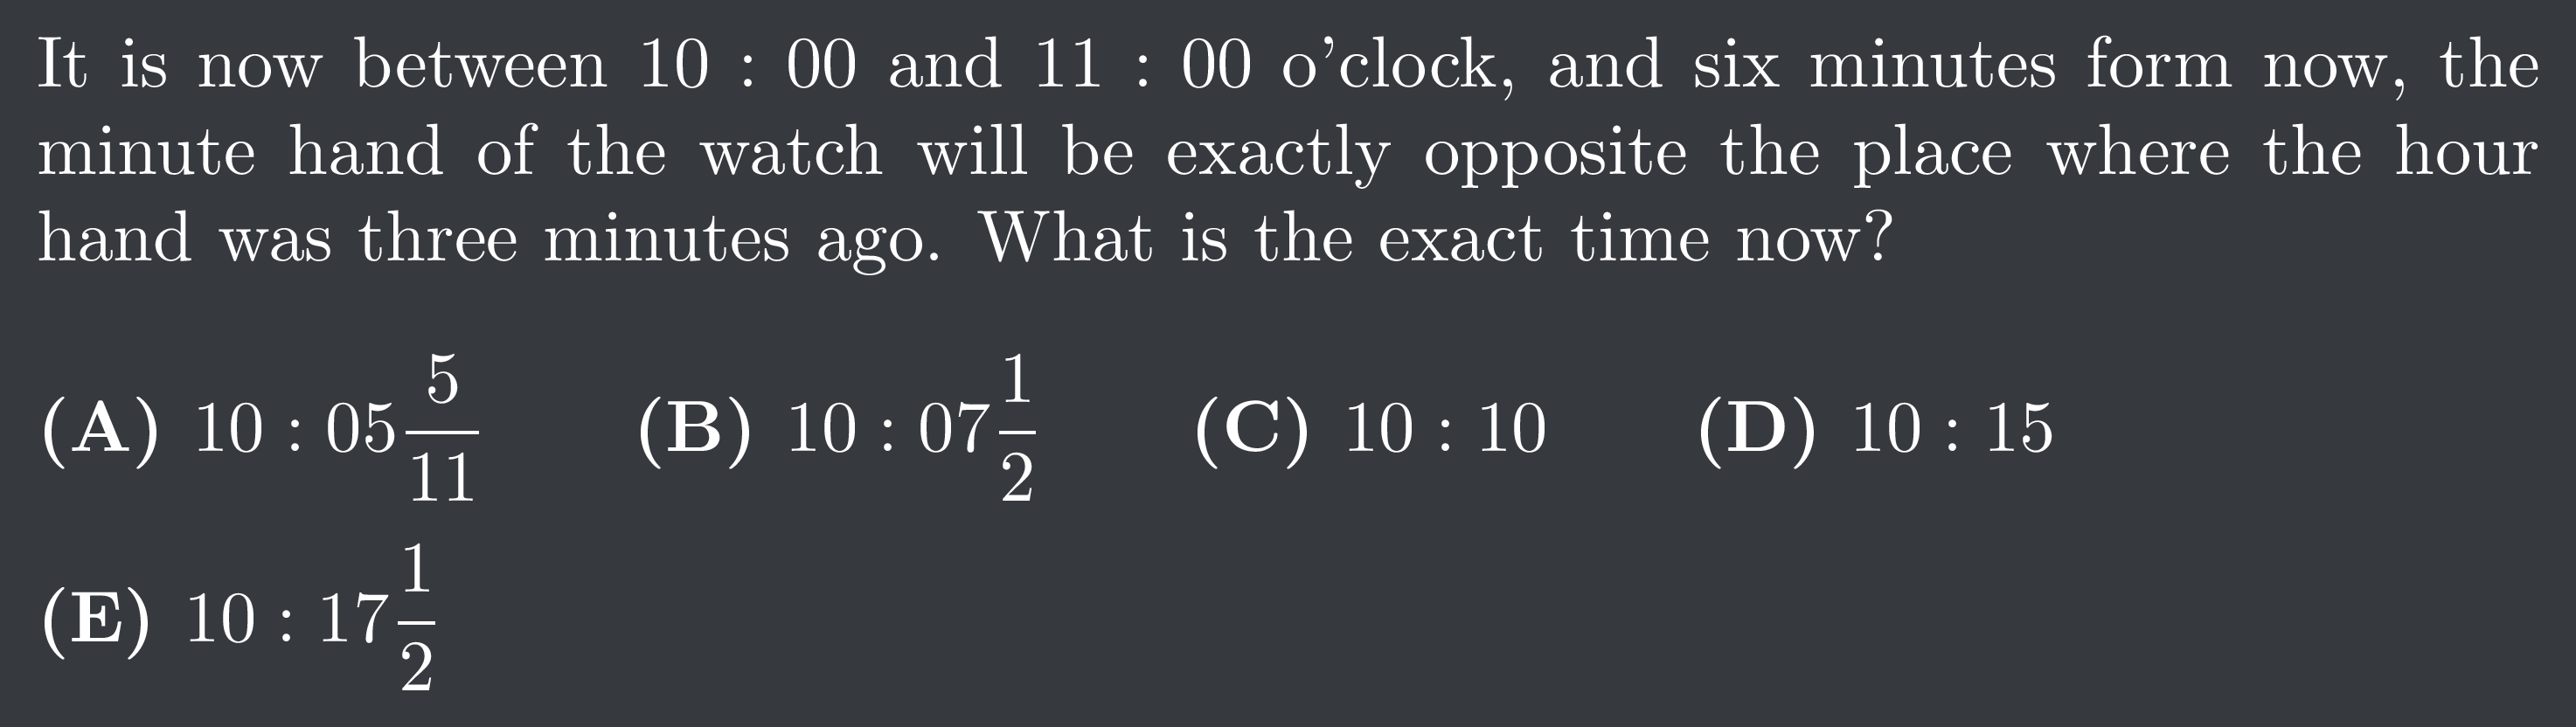 It is now between 10 : 00 and 11 : 00 o'clock, and six minutes form now, the
minute hand of the watch will be exactly opposite the place where the hour
hand was three minutes ago. What is the exact time now?
(A) 10 : 05 5/11 (B) 10 : 07 1/2 (C) 10 : 10 (D) 10 : 15
(E) 10 : 17 1/2